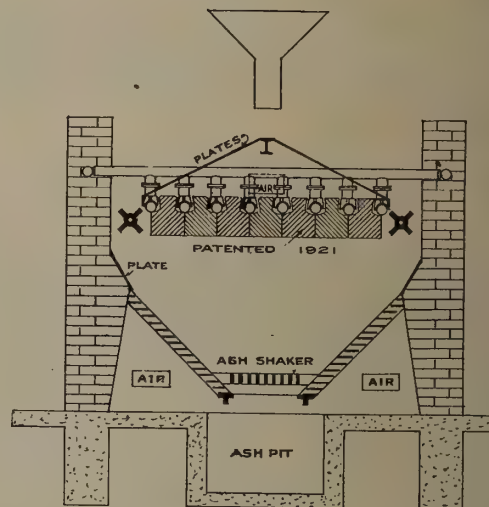 PLATES
AIR
PATENTED 1921
PLATE
ASH SHAKER
AIR
AIR
ASH PIT